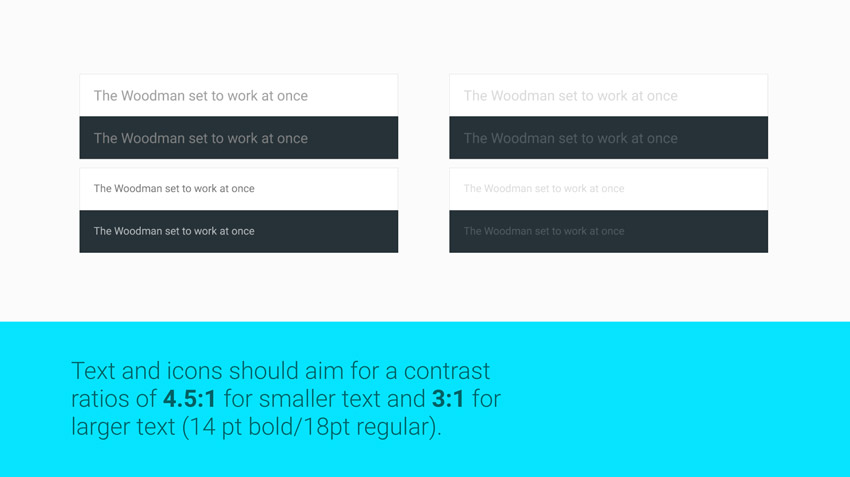 The Woodman set to work at once
The Woodman set to work at once
The Woodman set to work at once
The Woodman set to work at once
The Woodman set to work at once
The Woodman set to work at once
The Woodman set to work at once
The Woodman set to work at once
Text and icons should aim for a contrast
ratios of 4.5:1 for smaller text and 3:1 for
larger text (14 pt bold/18pt regular).